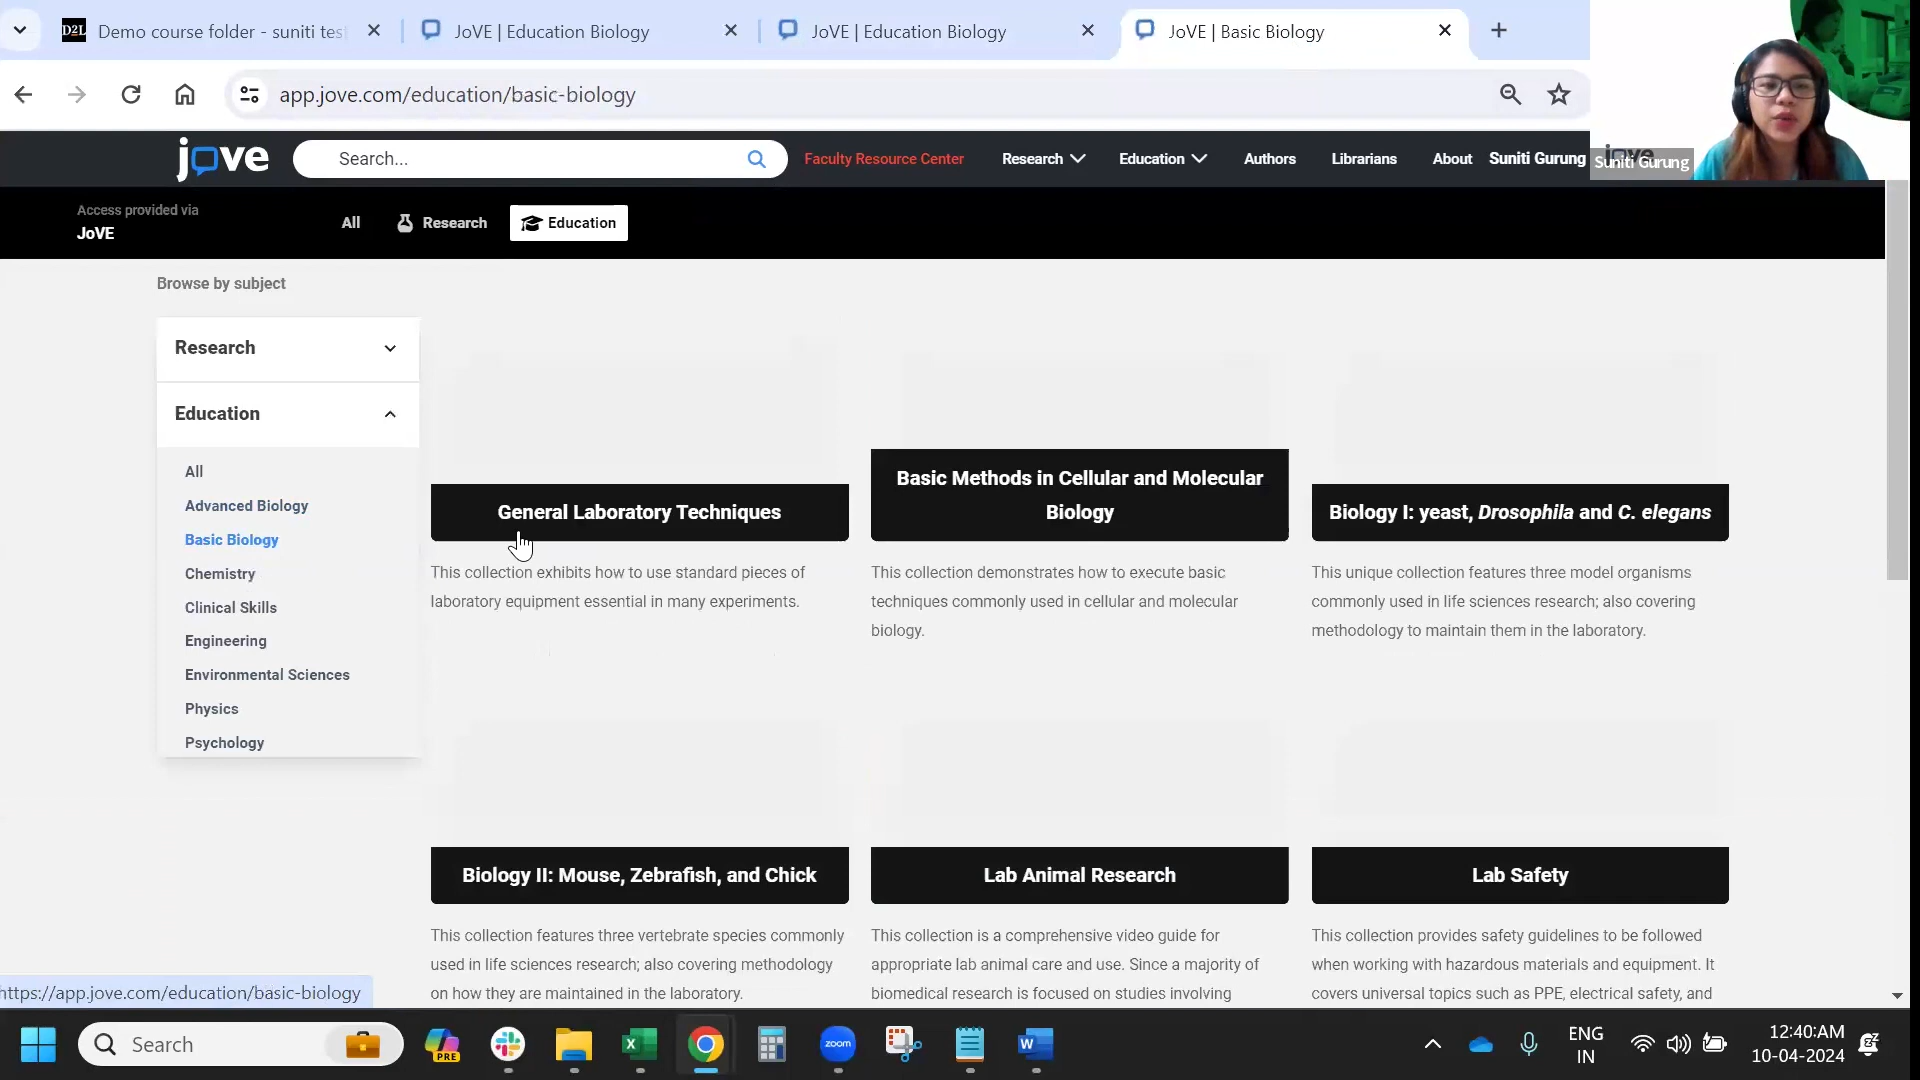 D2L Demo course folder - suniti tes
JoVE | Education Biology
JoVE | Education Biology
JoVE | Basic Biology
app.jove.com/education/basic-biology
jove
Search...
Faculty Resource Center
Research
Education
Authors
Librarians
About
Suniti Gurung
Suniti Gurung
Access provided via
JoVE
All
Research
Education
Browse by subject
Research
Education
All
Advanced Biology
Basic Biology
Chemistry
Clinical Skills
Engineering
Environmental Sciences
Physics
Psychology
General Laboratory Techniques
This collection exhibits how to use standard pieces of
laboratory equipment essential in many experiments.
Basic Methods in Cellular and Molecular
Biology
This collection demonstrates how to execute basic
techniques commonly used in cellular and molecular
biology.
Biology I: yeast, Drosophila and C. elegans
This unique collection features three model organisms
commonly used in life sciences research; also covering
methodology to maintain them in the laboratory.
Biology II: Mouse, Zebrafish, and Chick
This collection features three vertebrate species commonly
used in life sciences research; also covering methodology
on how they are maintained in the laboratory.
Lab Animal Research
This collection is a comprehensive video guide for
appropriate lab animal care and use. Since a majority of
biomedical research is focused on studies involving
Lab Safety
This collection provides safety guidelines to be followed
when working with hazardous materials and equipment. It
covers universal topics such as PPE, electrical safety, and
https://app.jove.com/education/basic-biology
Search
PRE
zoom
ENG
IN
12:40:AM
10-04-2024